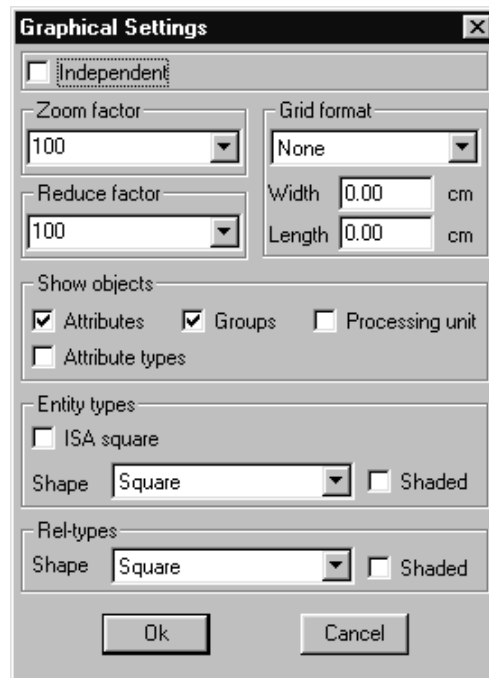 Graphical Settings
Independent
Zoom factor
100
Grid format
None
Reduce factor
100
Width 0.00 cm
Length 0.00 cm
Show objects
Attributes Groups Processing unit
Attribute types
Entity types
ISA square
Shape Square Shaded
Rel-types
Shape Square Shaded
Ok Cancel